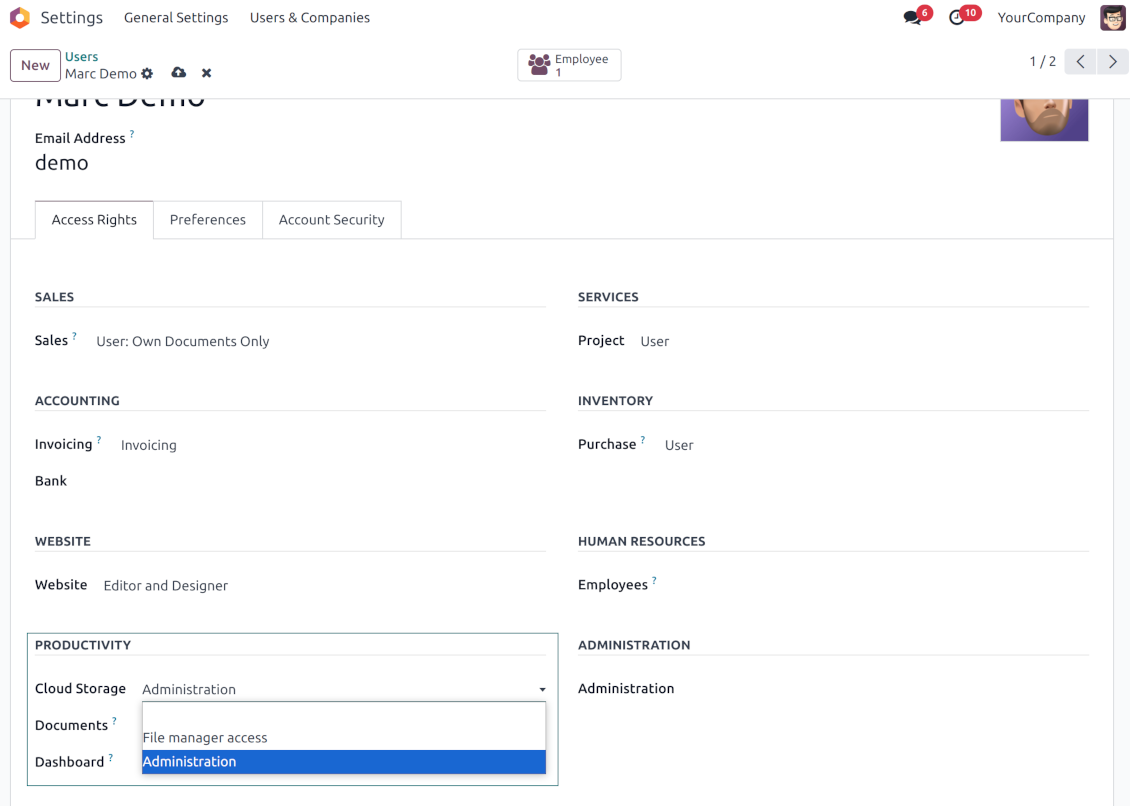 Settings General Settings Users & Companies 6 10 YourCompany
New Users Employee 1 / 2
Marc Demo 1
Marc Demo
Email Address ?
demo
Access Rights Preferences Account Security
SALES SERVICES
Sales ? User: Own Documents Only Project User
ACCOUNTING INVENTORY
Invoicing ? Invoicing Purchase ? User
Bank
WEBSITE HUMAN RESOURCES
Website Editor and Designer Employees ?
PRODUCTIVITY ADMINISTRATION
Cloud Storage Administration Administration
Documents ?
File manager access
Dashboard ? Administration